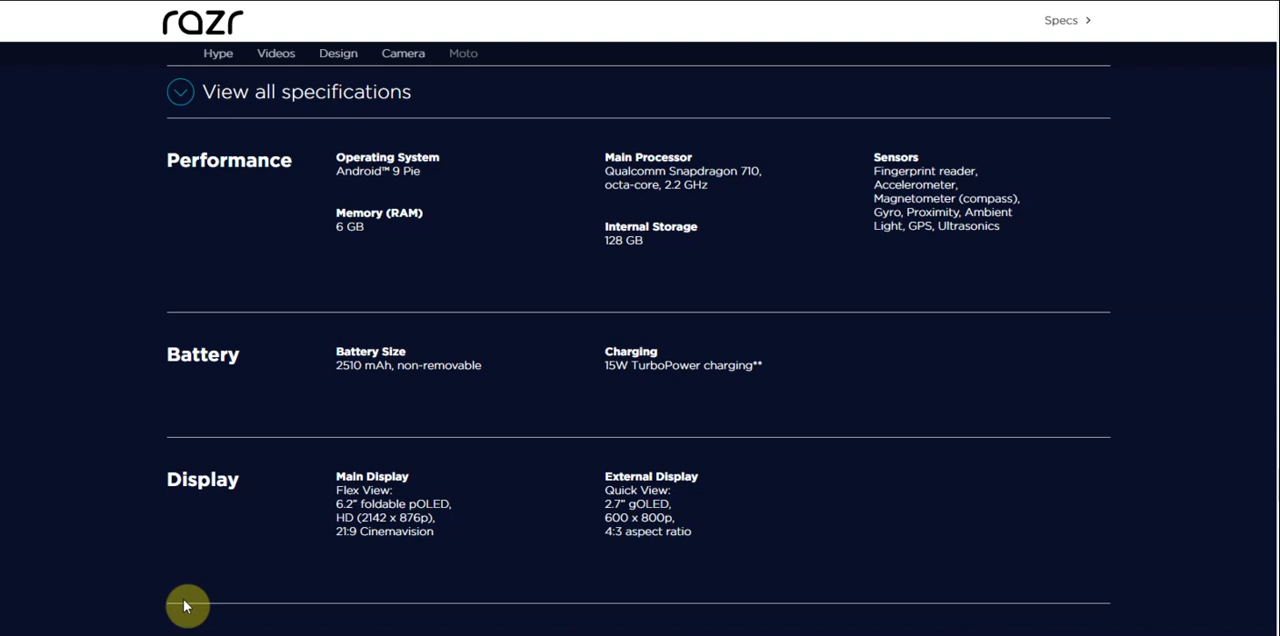 razr
Specs >
Hype Videos Design Camera Moto
View all specifications
Performance
Operating System
Android™ 9 Pie
Memory (RAM)
6 GB
Main Processor
Qualcomm Snapdragon 710,
octa-core, 2.2 GHz
Internal Storage
128 GB
Sensors
Fingerprint reader,
Accelerometer,
Magnetometer (compass),
Gyro, Proximity, Ambient
Light, GPS, Ultrasonics
Battery
Battery Size
2510 mAh, non-removable
Charging
15W TurboPower charging**
Display
Main Display
Flex View:
6.2” foldable pOLED,
HD (2142 x 876p),
21:9 Cinemavision
External Display
Quick View:
2.7” gOLED,
600 x 800p,
4:3 aspect ratio